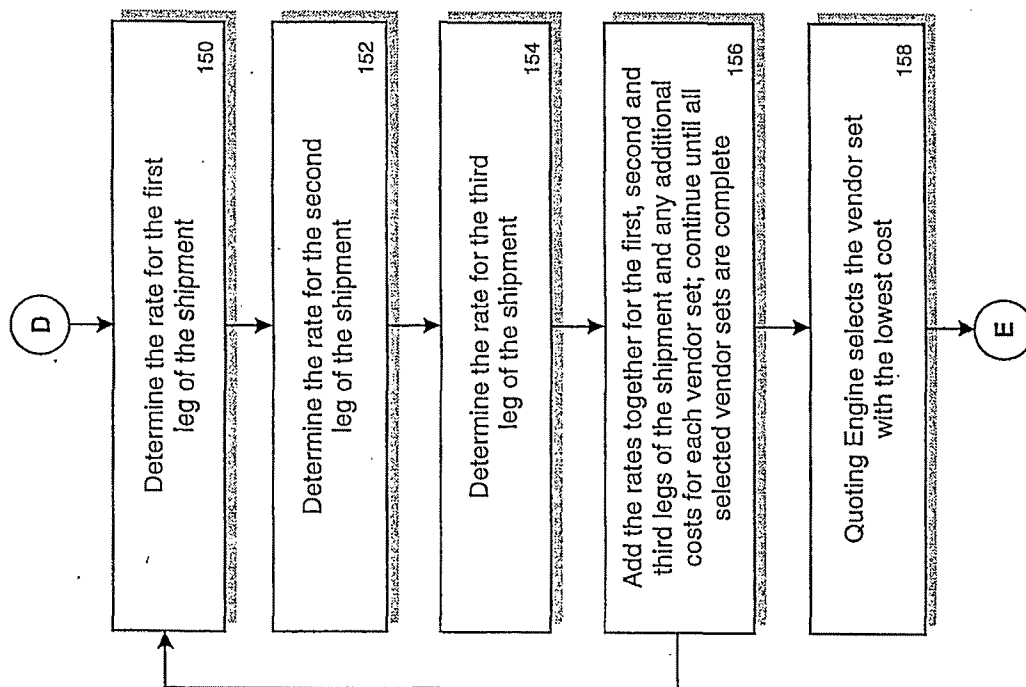 D
Determine the rate for the first
leg of the shipment
150
Determine the rate for the second
leg of the shipment
152
Determine the rate for the third
leg of the shipment
154
Add the rates together for the first, second and
third legs of the shipment and any additional
costs for each vendor set; continue until all
selected vendor sets are complete
156
Quoting Engine selects the vendor set
with the lowest cost
158
E